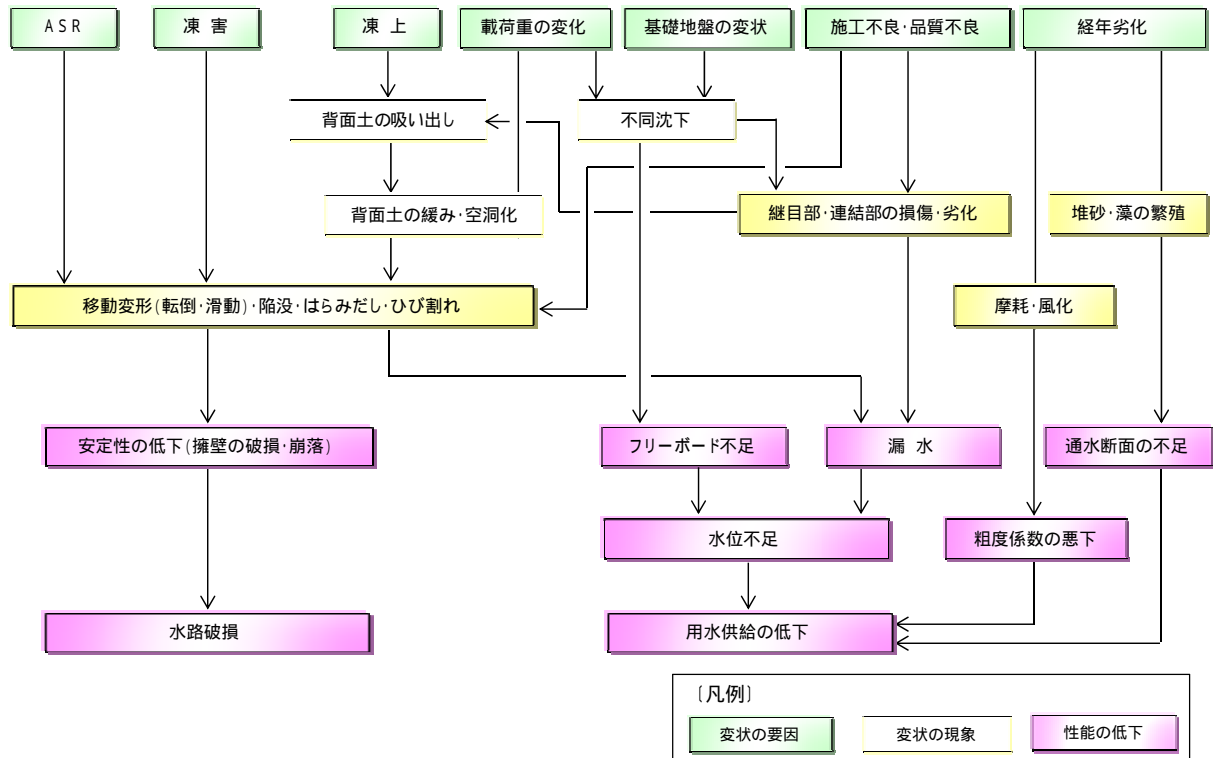 ASR
凍 害
凍 上
載荷重の変化
基礎地盤の変状
施工不良･品質不良
経年劣化
背面土の吸い出し
不同沈下
背面土の緩み･空洞化
継目部･連結部の損傷･劣化
堆砂･藻の繁殖
移動変形(転倒･滑動)･陥没･はらみだし･ひび割れ
摩耗･風化
安定性の低下(擁壁の破損･崩落)
フリーボード不足
漏 水
通水断面の不足
水位不足
粗度係数の悪下
水路破損
用水供給の低下
〔凡例〕
変状の要因
変状の現象
性能の低下